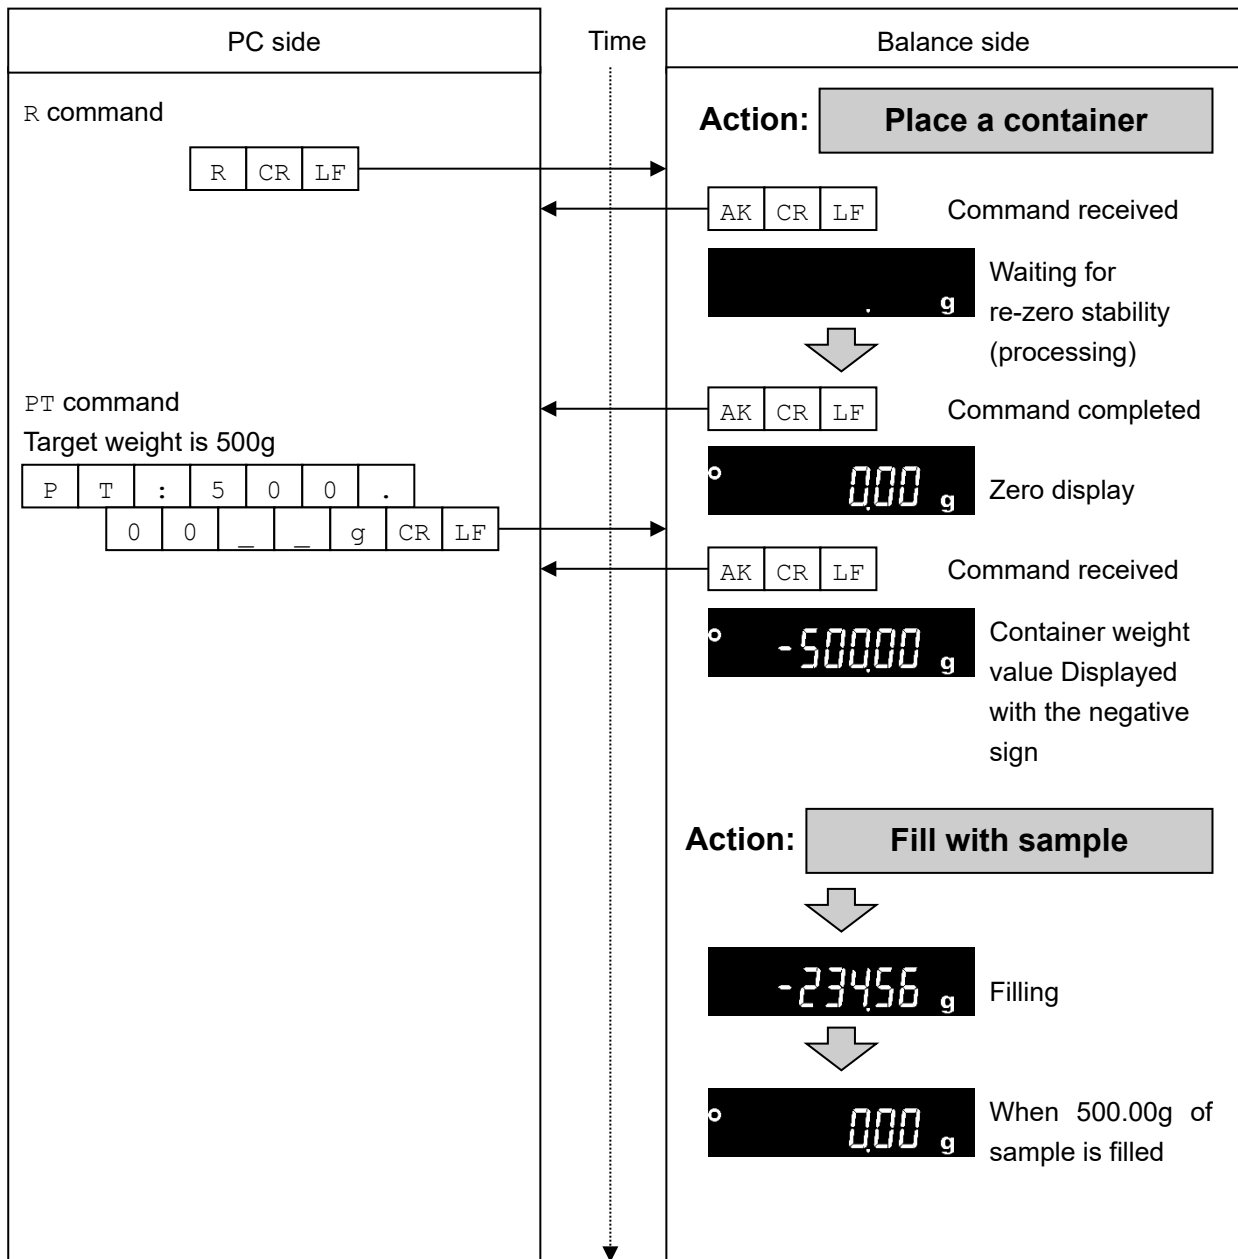 PC side
Time
Balance side
R command
Action: Place a container
R CR LF
AK CR LF Command received
. g Waiting for
re-zero stability
(processing)
PT command
AK CR LF Command completed
Target weight is 500g
P T : 5 0 0 .
0.00 g Zero display
0 0 _ _ g CR LF
AK CR LF Command received
-500.00 g Container weight
value Displayed
with the negative
sign
Action: Fill with sample
-234.56 g Filling
0.00 g When 500.00g of
sample is filled